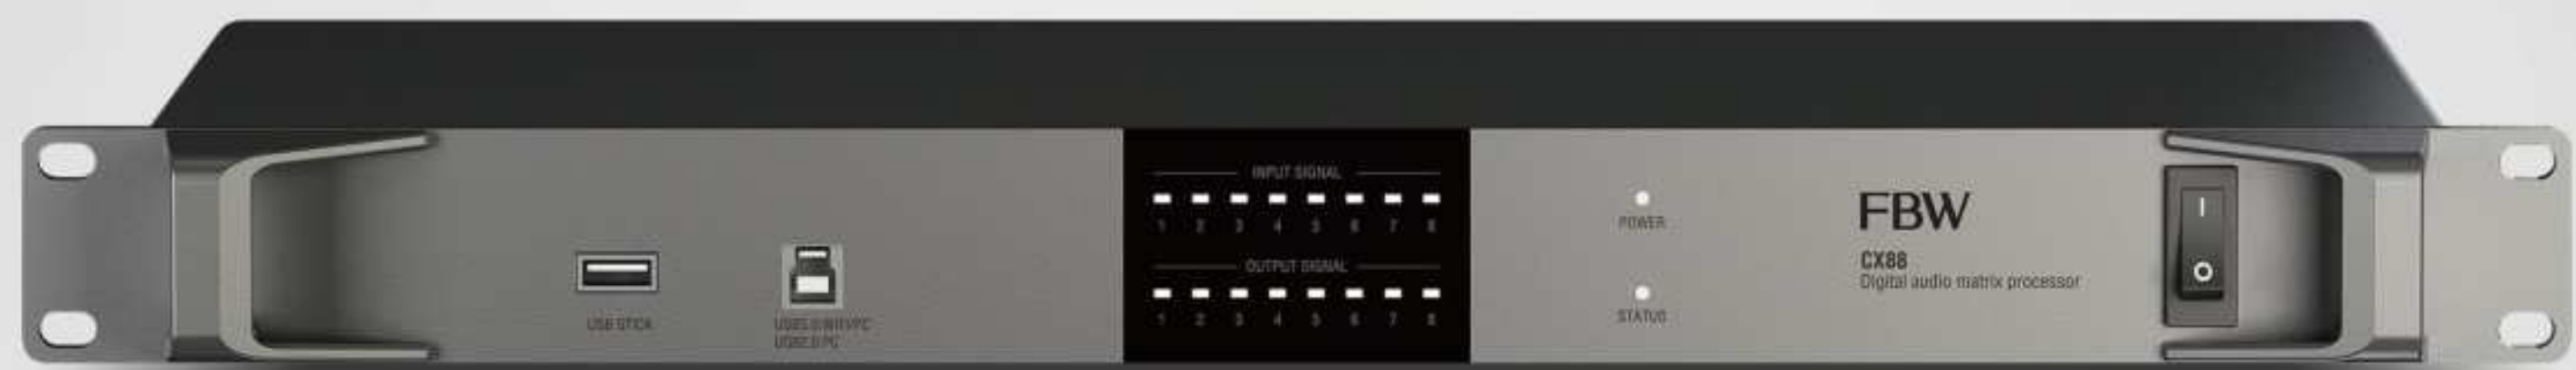 INPUT SIGNAL
1 2 3 4 5 6 7 8
OUTPUT SIGNAL
1 2 3 4 5 6 7 8
USB STICK
POWER
STATUS
FBW
CX88
Digital audio matrix processor
I
O